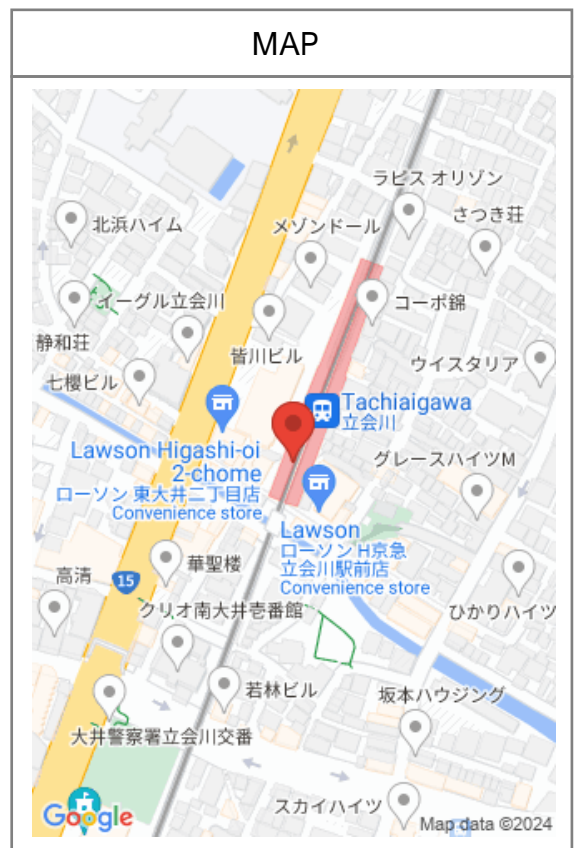 MAP
ラピス オリゾン
さつき荘
北浜ハイム
メゾンドール
イーグル立会川
コーポ錦
静和荘
皆川ビル
ウイスタリア
七櫻ビル
Tachiaigawa
立会川
Lawson Higashi-oi
2-chome
ローソン 東大井二丁目店
Convenience store
グレースハイツM
Lawson
ローソン H京急
立会川駅前店
Convenience store
華聖楼
高清
15
クリオ南大井壱番館
ひかりハイツ
若林ビル
坂本ハウジング
大井警察署立会川交番
スカイハイツ
Google
Map data ©2024